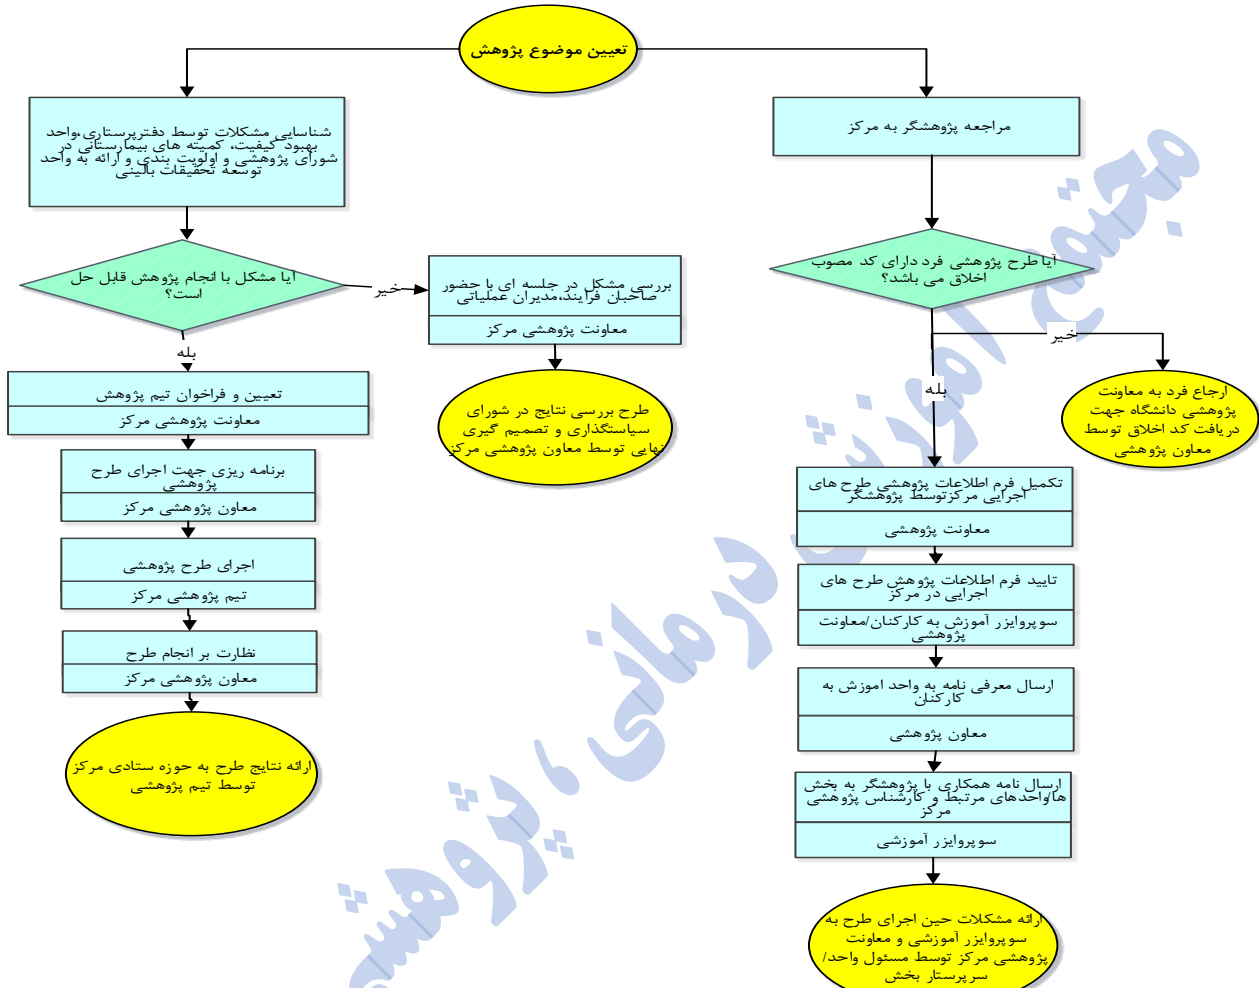 تعیین موضوع پژوهش
مراجعه پژوهشگر به مرکز
آیا طرح پژوهشی فرد دارای کد مصوب
اخلاق می باشد؟
خیر
ارجاع فرد به معاونت
پژوهشی دانشگاه جهت
دریافت کد اخلاق توسط
معاون پژوهشی
بله
تکمیل فرم اطلاعات پژوهشی طرح های
اجرایی مرکزتوسط پژوهشگر
معاونت پژوهشی
تایید فرم اطلاعات پژوهش طرح های
اجرایی در مرکز
سوپروایزر آموزش به کارکنان/معاونت
پژوهشی
ارسال معرفی نامه به واحد اموزش به
کارکنان
معاون پژوهشی
ارسال نامه همکاری با پژوهشگر به بخش
ها/واحدهای مرتبط و کارشناس پژوهشی
مرکز
سوپروایزر آموزشی
ارائه مشکلات حین اجرای طرح به
سوپروایزر آموزشی و معاونت
پژوهشی مرکز توسط مسئول واحد/
سرپرستار بخش
شناسایی مشکلات توسط دفترپرستاری،واحد
بهبود کیفیت، کمیته های بیمارستانی در
شورای پژوهشی و اولویت بندی و ارائه به واحد
توسعه تحقیقات بالینی
آیا مشکل با انجام پژوهش قابل حل
است؟
خیر
بررسی مشکل در جلسه ای با حضور
صاحبان فرایند،مدیران عملیاتی
معاونت پژوهشی مرکز
طرح بررسی نتایج در شورای
سیاستگذاری و تصمیم گیری
نهایی توسط معاون پژوهشی مرکز
بله
تعیین و فراخوان تیم پژوهش
معاونت پژوهشی مرکز
برنامه ریزی جهت اجرای طرح
پژوهشی
معاون پژوهشی مرکز
اجرای طرح پژوهشی
تیم پژوهشی مرکز
نظارت بر انجام طرح
معاون پژوهشی مرکز
ارائه نتایج طرح به حوزه ستادی مرکز
توسط تیم پژوهشی
مجتمع آموزش درمانی، پژوهشی